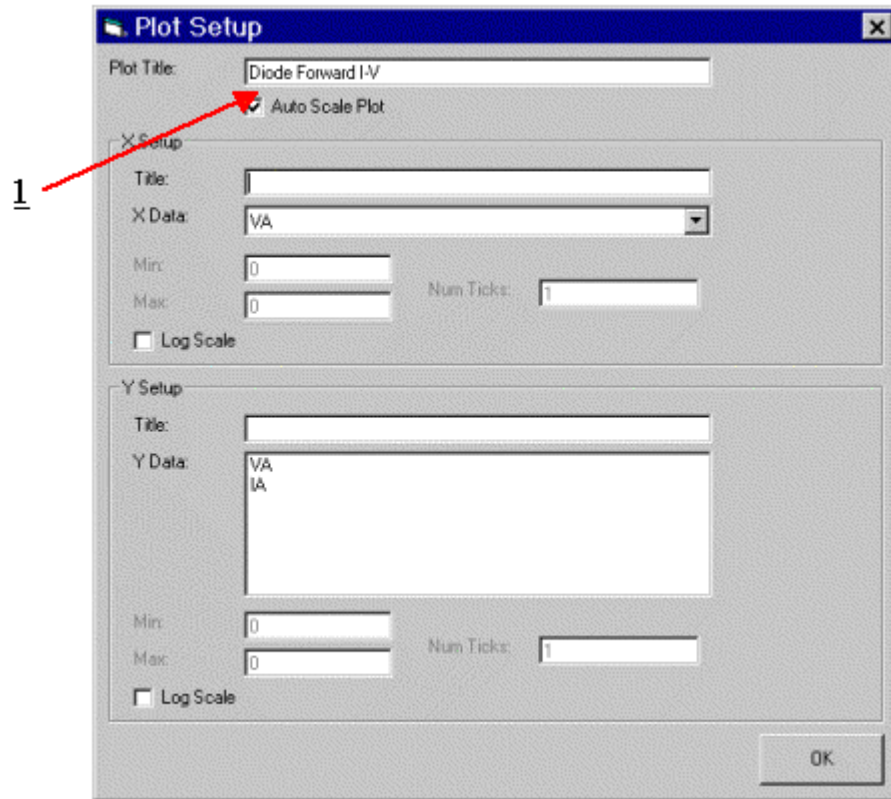 Plot Setup
Plot Title: Diode Forward I-V
Auto Scale Plot
1
X Setup
Title:
X Data: VA
Min: 0
Max: 0
Num Ticks: 1
Log Scale
Y Setup
Title:
Y Data: VA
IA
Min: 0
Max: 0
Num Ticks: 1
Log Scale
OK